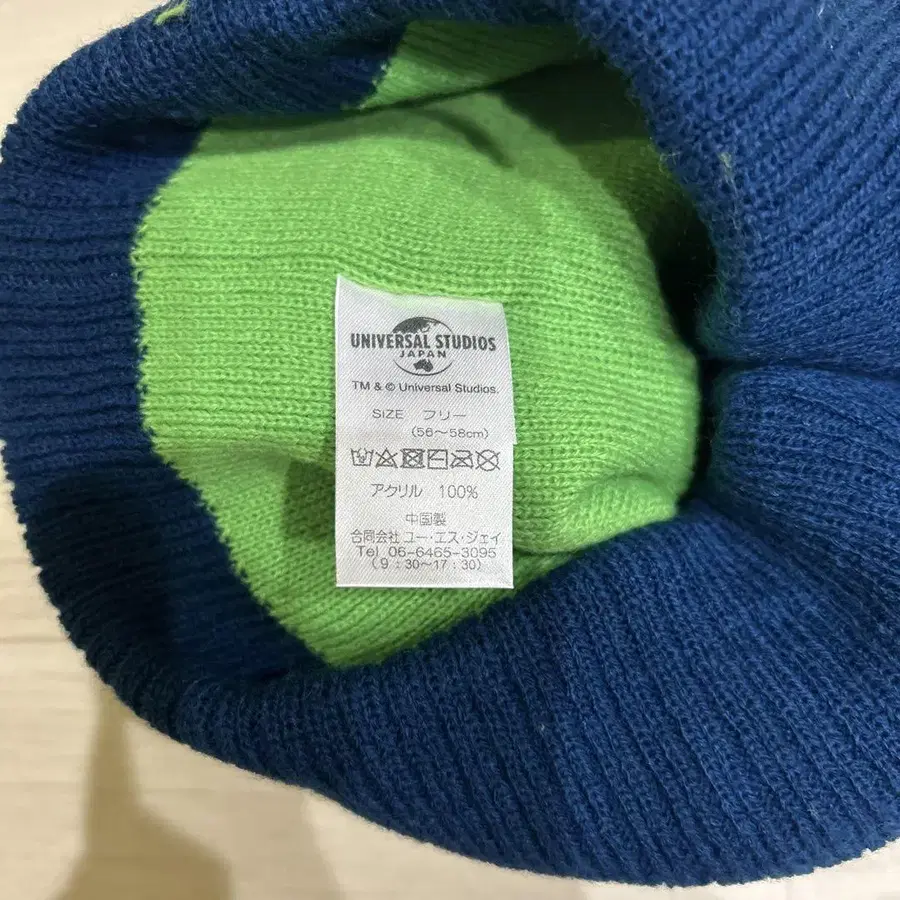 UNIVERSAL STUDIOS
JAPAN
TM & © Universal Studios.
SIZE フリー
(56～58cm)
アクリル 100%
中国製
合同会社 ユー・エス・ジェイ
Tel 06-6465-3095
(9:30～17:30)